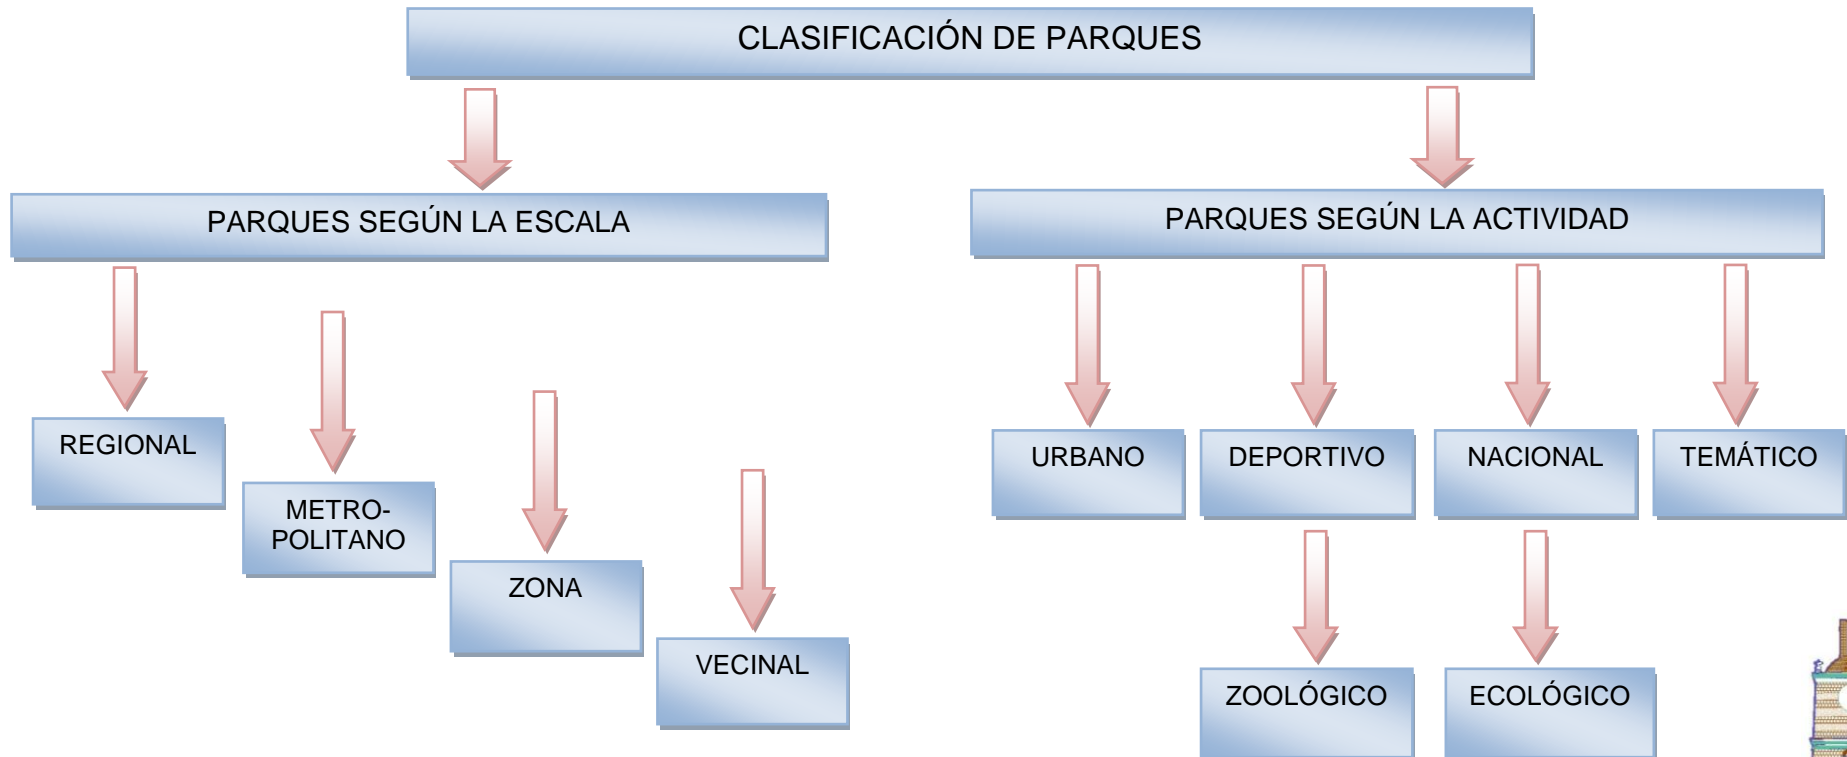 CLASIFICACIÓN DE PARQUES
PARQUES SEGÚN LA ESCALA
PARQUES SEGÚN LA ACTIVIDAD
REGIONAL
METRO-
POLITANO
ZONA
VECINAL
URBANO
DEPORTIVO
NACIONAL
TEMÁTICO
ZOOLÓGICO
ECOLÓGICO